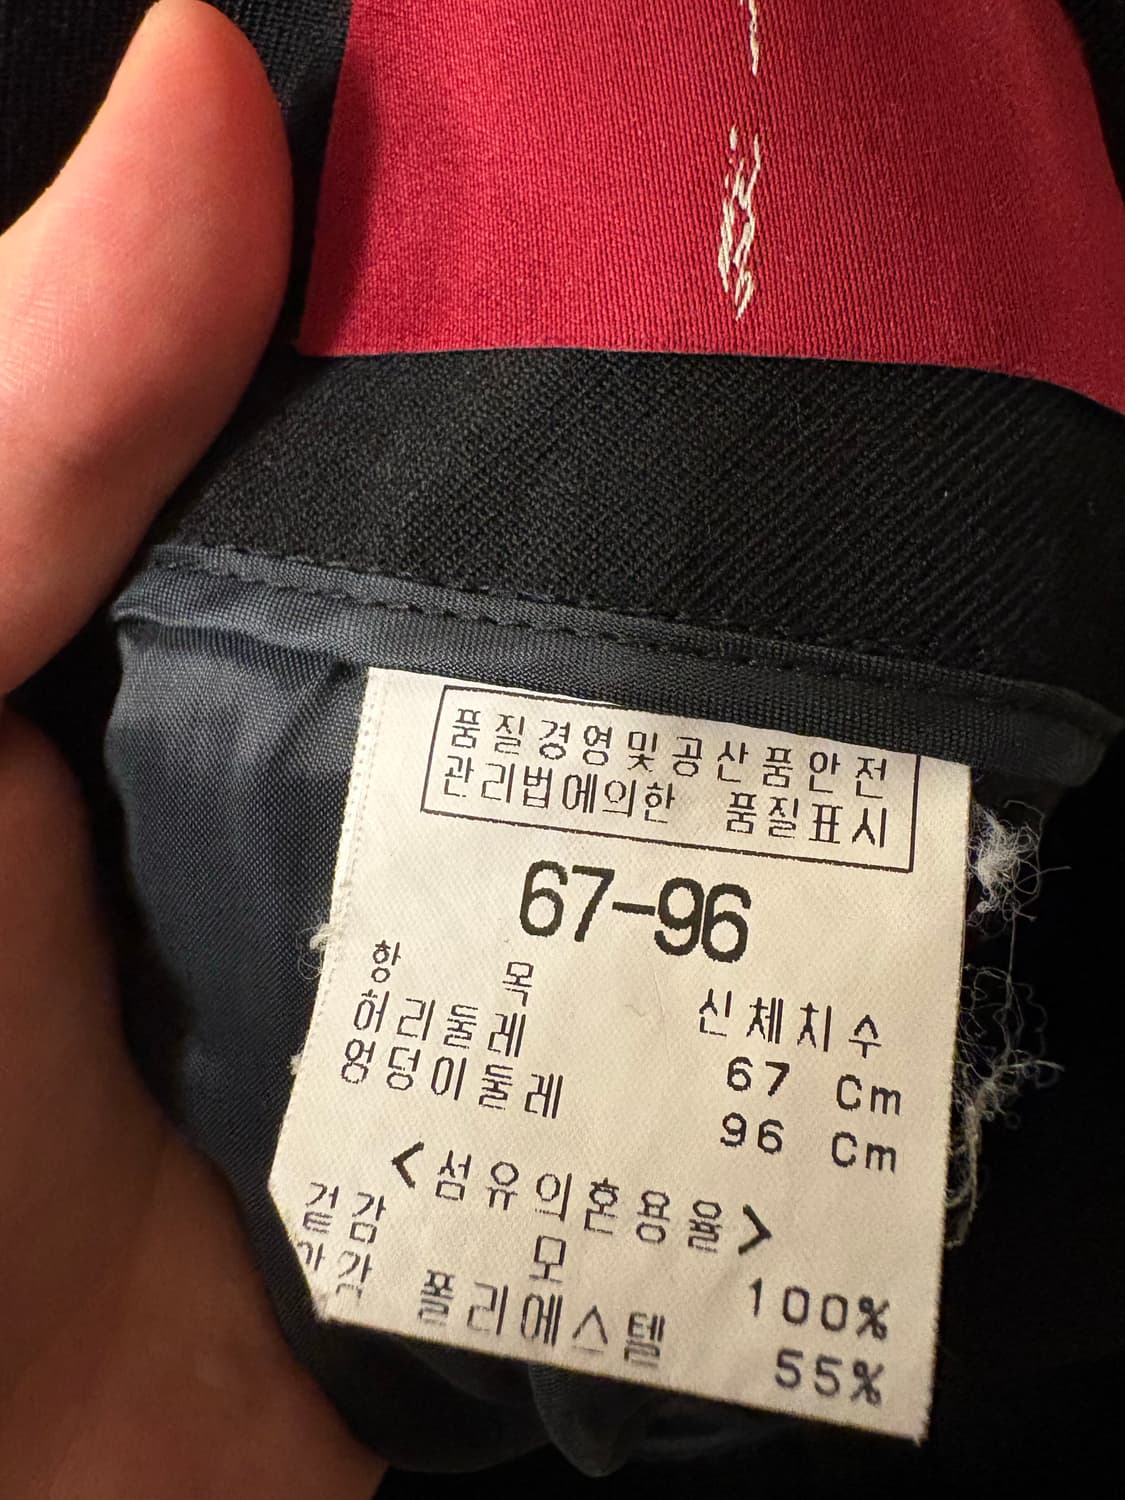 품질경영및공산품안전
관리법에의한 품질표시
67-96
항 목 신체치수
허리둘레 67 Cm
엉덩이둘레 96 Cm
<섬유의혼용율>
겉감 모 100%
폴리에스텔 55%